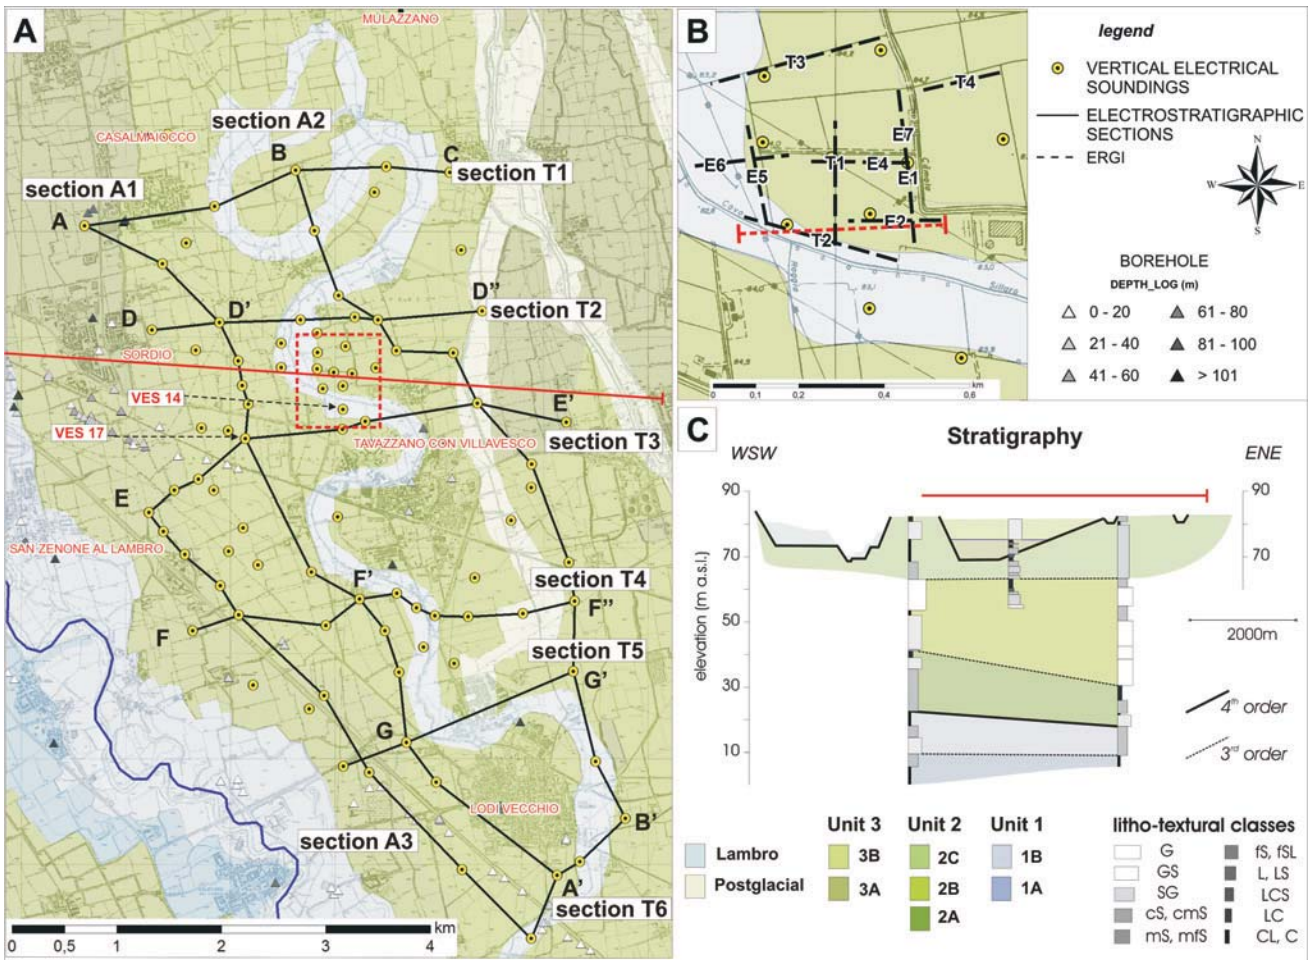 A
MULAZZANO
CASALMAIOCCO
section A2
B
C
section T1
section A1
A
D
D'
D"
section T2
SORDIO
VES 14
VES 17
E'
section T3
TAVAZZANO CON VILLAVESCO
E
SAN ZENONE AL LAMBRO
section T4
F
F'
F"
section T5
G'
G
LODI VECCHIO
B'
section A3
A'
section T6
0 0,5 1 2 3 4 km
B
T3
T4
E7
T1
E4
E6
E5
E1
E2
T2
Sillaro
0 0,1 0,2 0,4 0,6 km
legend
VERTICAL ELECTRICAL
SOUNDINGS
ELECTROSTRATIGRAPHIC
SECTIONS
ERGI
N
W E
S
BOREHOLE
DEPTH_LOG (m)
0 - 20 61 - 80
21 - 40 81 - 100
41 - 60 > 101
C
Stratigraphy
WSW ENE
90 90
70 70
50
30
10
elevation (m a.s.l.)
2000m
4th order
3rd order
Unit 3 Unit 2 Unit 1
Lambro 3B 2C 1B
Postglacial 3A 2B 1A
2A
litho-textural classes
G fS, fSL
GS L, LS
SG LCS
cS, cmS LC
mS, mfS CL, C